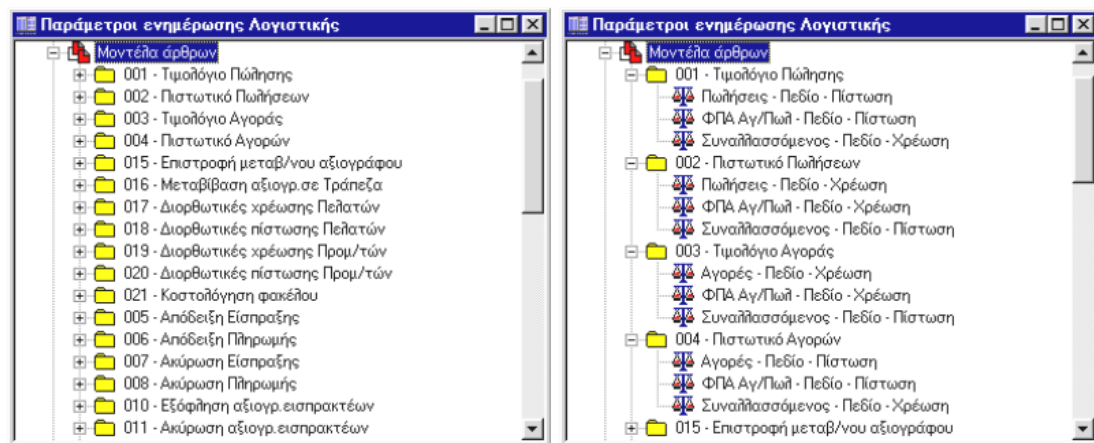 Παράμετροι ενημέρωσης Λογιστικής
Μοντέλα άρθρων
001 - Τιμολόγιο Πώλησης
002 - Πιστωτικό Πωλήσεων
003 - Τιμολόγιο Αγοράς
004 - Πιστωτικό Αγορών
015 - Επιστροφή μεταβ/νου αξιογράφου
016 - Μεταβίβαση αξιογρ.σε Τράπεζα
017 - Διορθωτικές χρέωσης Πελατών
018 - Διορθωτικές πίστωσης Πελατών
019 - Διορθωτικές χρέωσης Προμ/τών
020 - Διορθωτικές πίστωσης Προμ/τών
021 - Κοστολόγηση φακέλου
005 - Απόδειξη Είσπραξης
006 - Απόδειξη Πληρωμής
007 - Ακύρωση Είσπραξης
008 - Ακύρωση Πληρωμής
010 - Εξόφληση αξιογρ.εισπρακτέων
011 - Ακύρωση αξιογρ.εισπρακτέων
Παράμετροι ενημέρωσης Λογιστικής
Μοντέλα άρθρων
001 - Τιμολόγιο Πώλησης
Πωλήσεις - Πεδίο - Πίστωση
ΦΠΑ Αγ/Πωλ - Πεδίο - Πίστωση
Συναλλασσόμενος - Πεδίο - Χρέωση
002 - Πιστωτικό Πωλήσεων
Πωλήσεις - Πεδίο - Χρέωση
ΦΠΑ Αγ/Πωλ - Πεδίο - Χρέωση
Συναλλασσόμενος - Πεδίο - Πίστωση
003 - Τιμολόγιο Αγοράς
Αγορές - Πεδίο - Χρέωση
ΦΠΑ Αγ/Πωλ - Πεδίο - Χρέωση
Συναλλασσόμενος - Πεδίο - Πίστωση
004 - Πιστωτικό Αγορών
Αγορές - Πεδίο - Πίστωση
ΦΠΑ Αγ/Πωλ - Πεδίο - Πίστωση
Συναλλασσόμενος - Πεδίο - Χρέωση
015 - Επιστροφή μεταβ/νου αξιογράφου